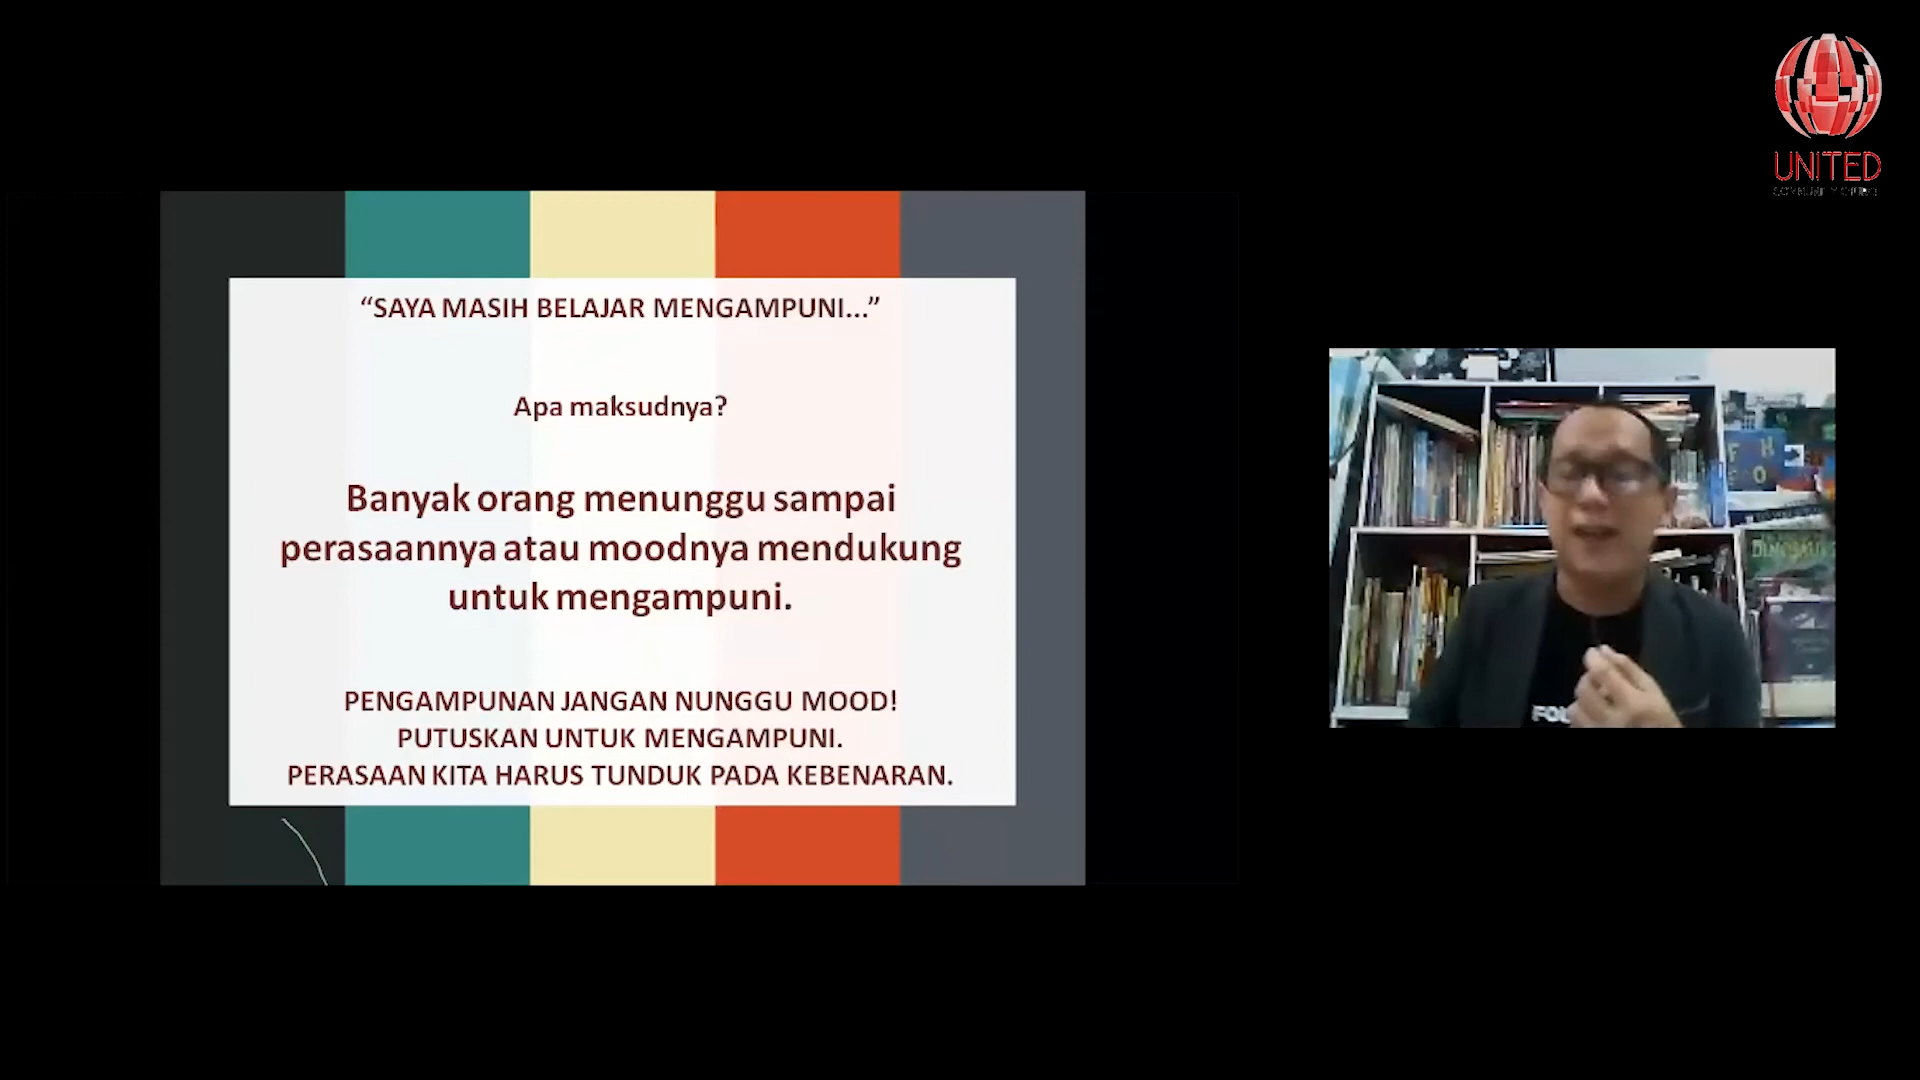 “SAYA MASIH BELAJAR MENGAMPUNI...”
Apa maksudnya?
Banyak orang menunggu sampai
perasaannya atau moodnya mendukung
untuk mengampuni.
PENGAMPUNAN JANGAN NUNGGU MOOD!
PUTUSKAN UNTUK MENGAMPUNI.
PERASAAN KITA HARUS TUNDUK PADA KEBENARAN.
UNITED